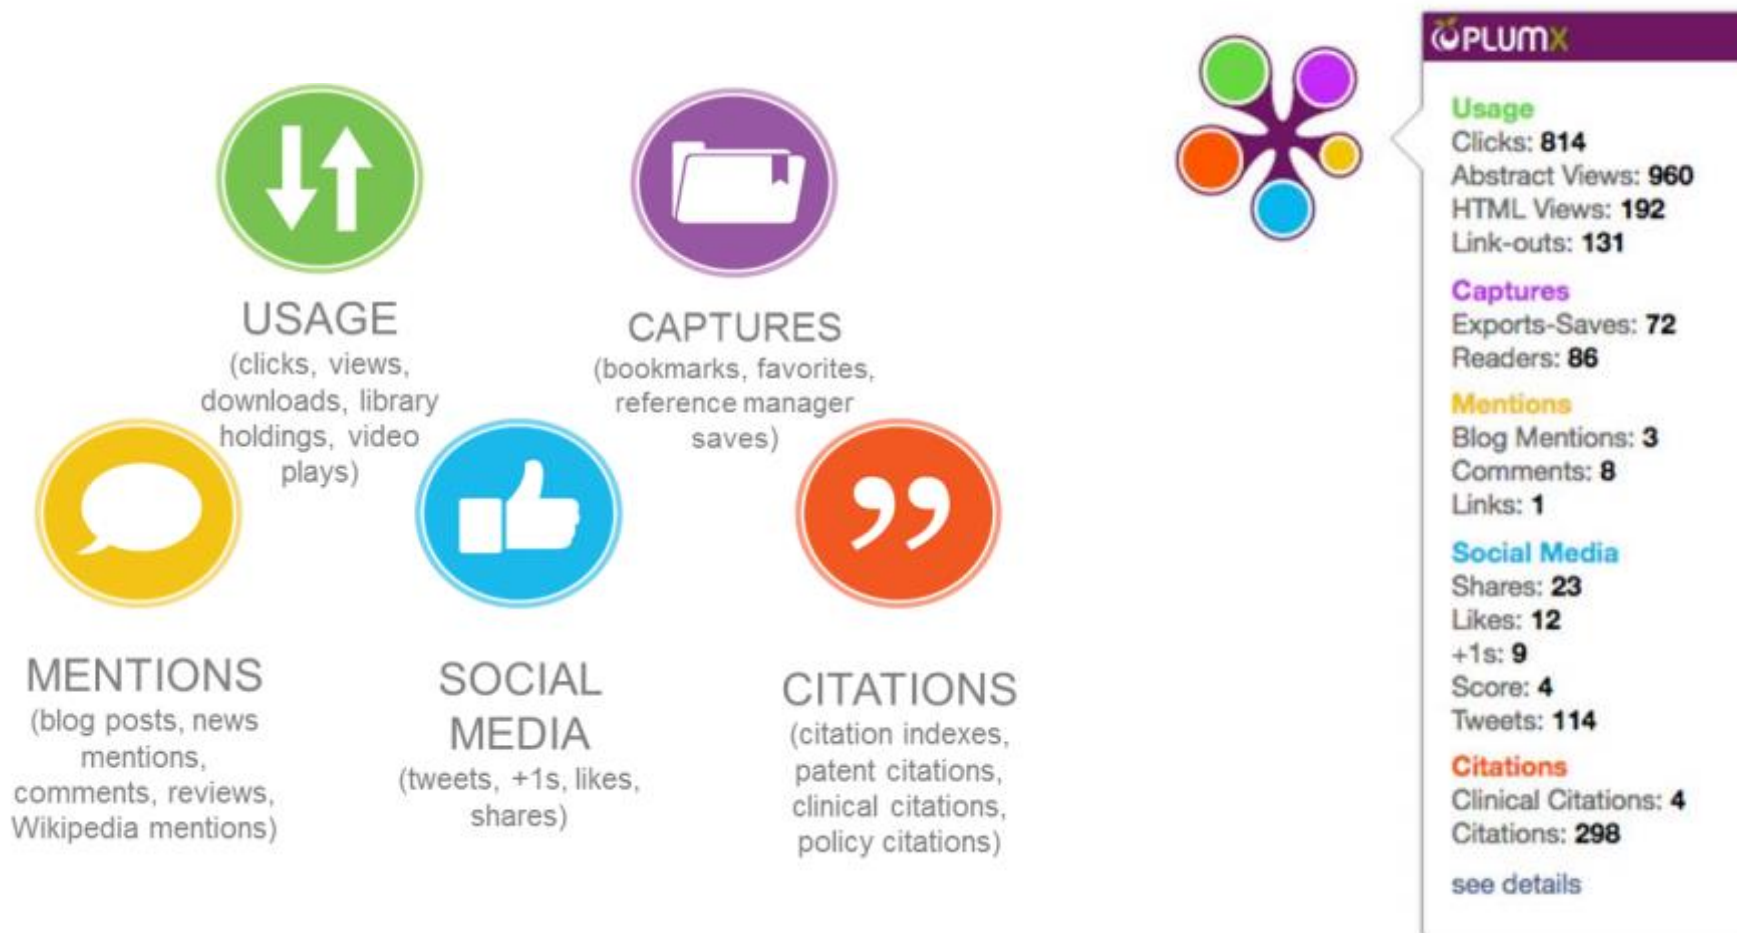 USAGE
(clicks, views,
downloads, library
holdings, video
plays)
CAPTURES
(bookmarks, favorites,
reference manager
saves)
MENTIONS
(blog posts, news
mentions,
comments, reviews,
Wikipedia mentions)
SOCIAL
MEDIA
(tweets, +1s, likes,
shares)
CITATIONS
(citation indexes,
patent citations,
clinical citations,
policy citations)
PLUMX
Usage
Clicks: 814
Abstract Views: 960
HTML Views: 192
Link-outs: 131
Captures
Exports-Saves: 72
Readers: 86
Mentions
Blog Mentions: 3
Comments: 8
Links: 1
Social Media
Shares: 23
Likes: 12
+1s: 9
Score: 4
Tweets: 114
Citations
Clinical Citations: 4
Citations: 298
see details